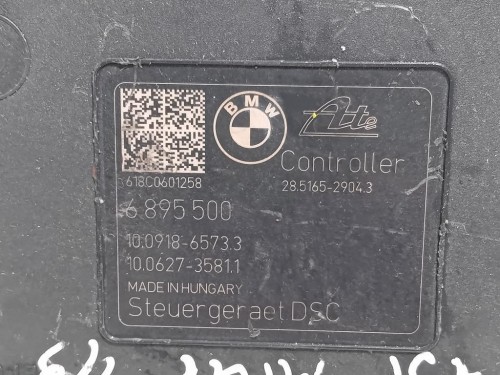 BMW
Ate
Controller
618C0601258
28.5165-2904.3
6 895 500
10.0918-6573.3
10.0627-3581.1
MADE IN HUNGARY
Steuergeraet DSC